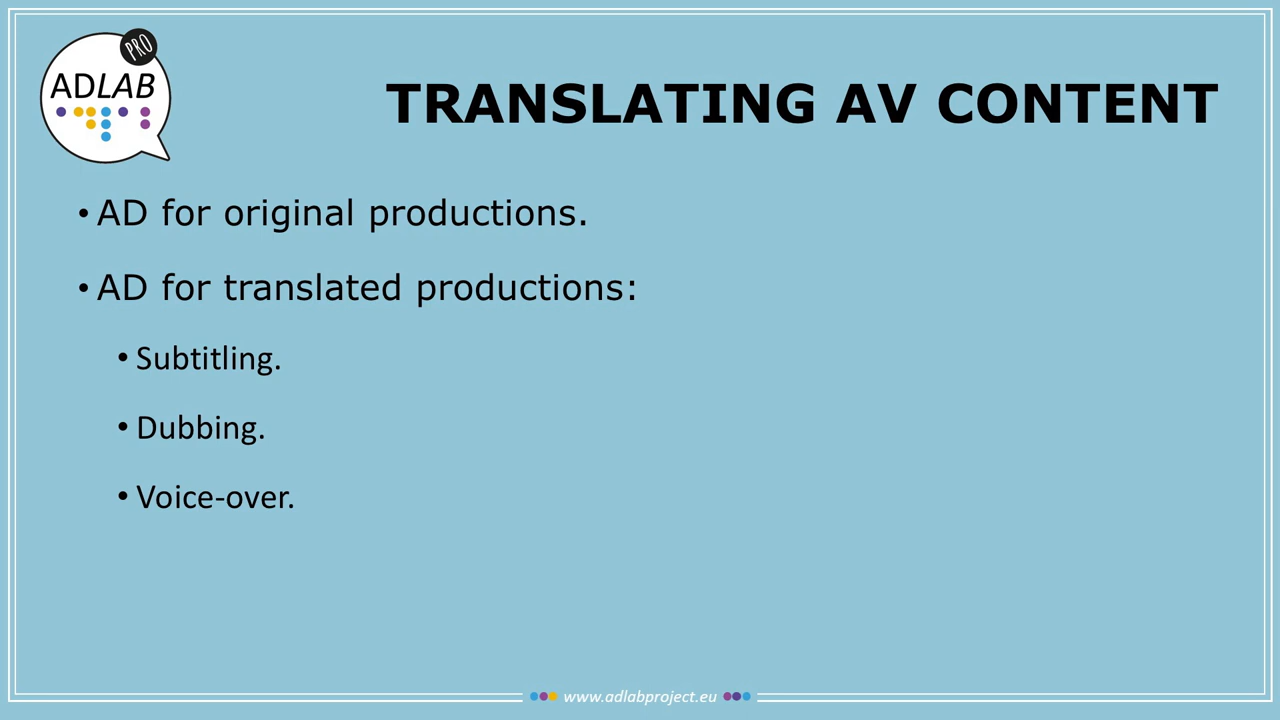 PRO
ADLAB
TRANSLATING AV CONTENT
• AD for original productions.
• AD for translated productions:
• Subtitling.
• Dubbing.
• Voice-over.
www.adlabproject.eu